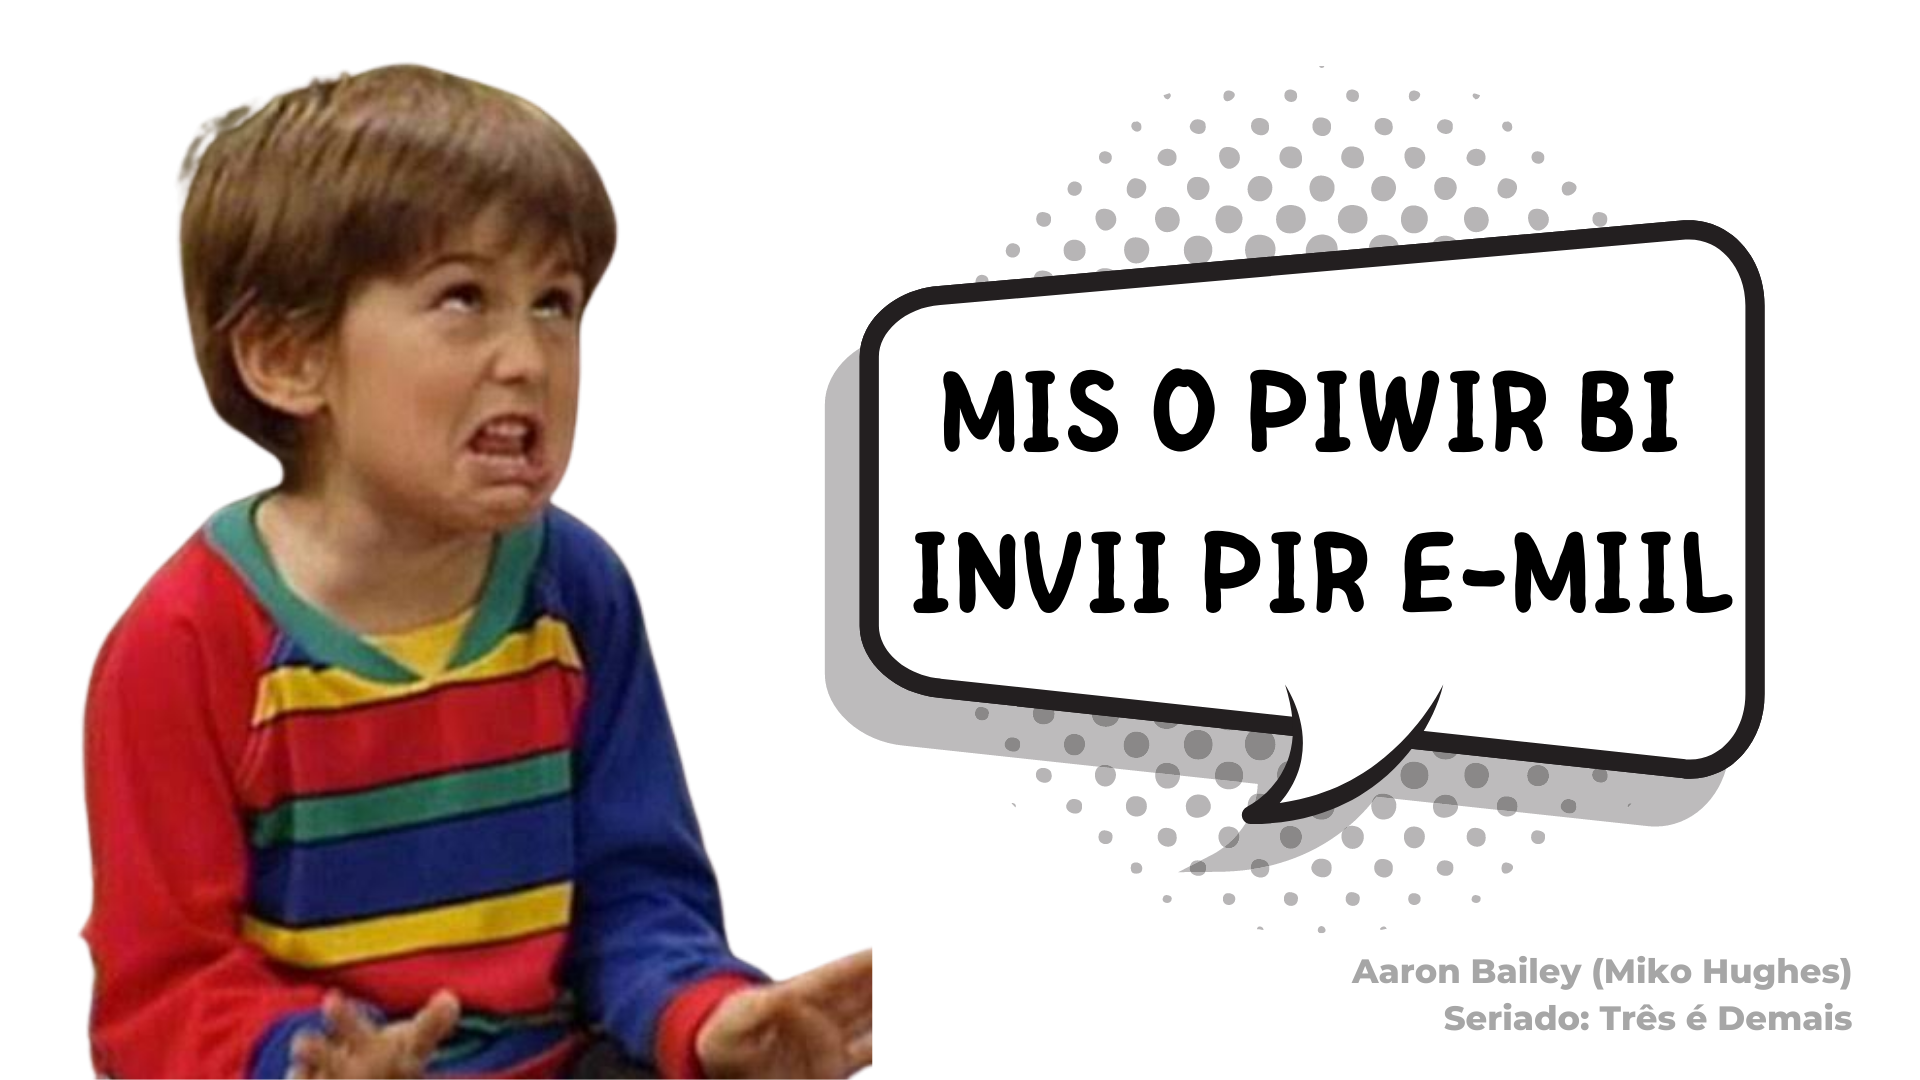 MIS O PIWIR BI
INVII PIR E-MIIL
Aaron Bailey (Miko Hughes)
Seriado: Três é Demais